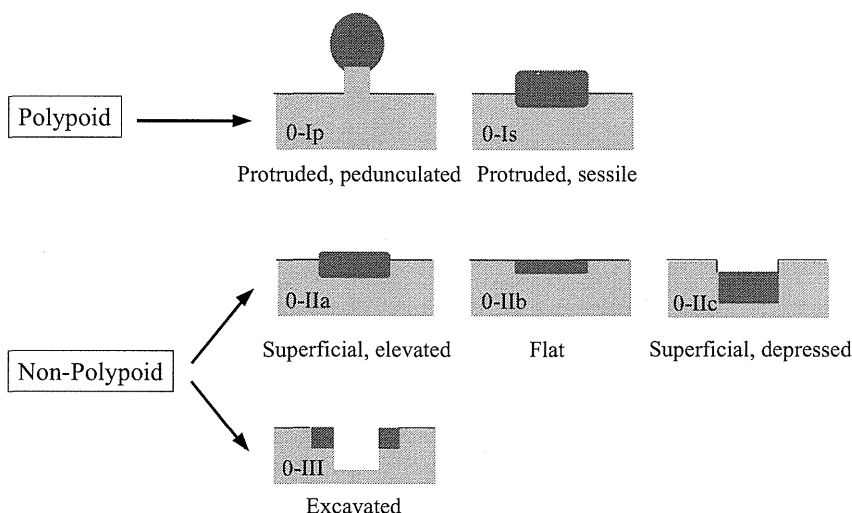 Polypoid
0-Ip
0-Is
Protruded, pedunculated
Protruded, sessile
Non-Polypoid
0-IIa
0-IIb
0-IIc
Superficial, elevated
Flat
Superficial, depressed
0-III
Excavated